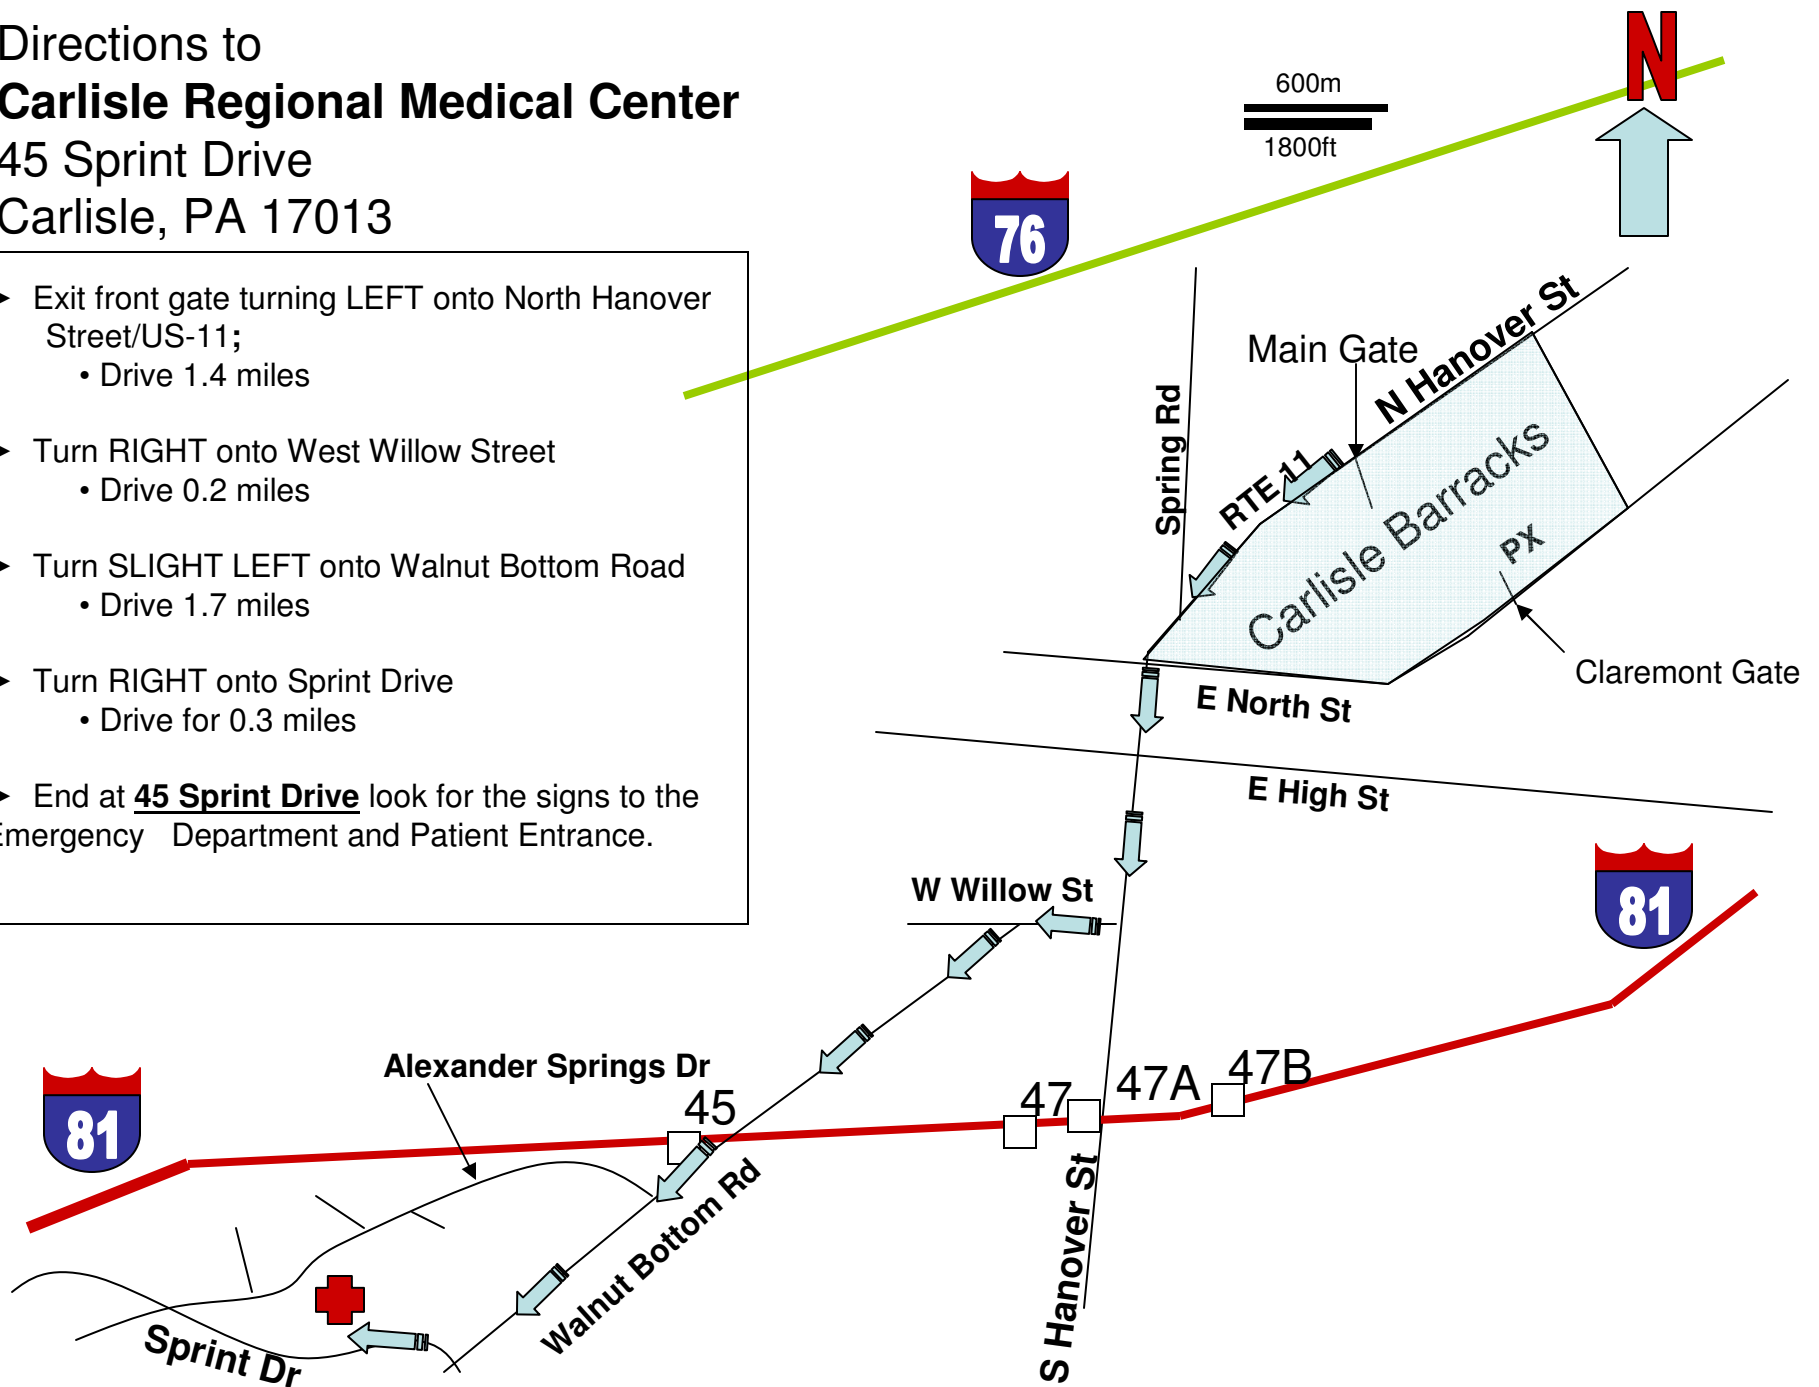 Directions to
Carlisle Regional Medical Center
45 Sprint Drive
Carlisle, PA 17013
Exit front gate turning LEFT onto North Hanover
Street/US-11;
• Drive 1.4 miles
Turn RIGHT onto West Willow Street
• Drive 0.2 miles
Turn SLIGHT LEFT onto Walnut Bottom Road
• Drive 1.7 miles
Turn RIGHT onto Sprint Drive
• Drive for 0.3 miles
End at 45 Sprint Drive look for the signs to the
Emergency Department and Patient Entrance.
600m
1800ft
N
76
Main Gate
N Hanover St
Spring Rd
RTE 11
Carlisle Barracks
PX
Claremont Gate
E North St
E High St
W Willow St
81
Alexander Springs Dr
45
47
47A
47B
81
Walnut Bottom Rd
S Hanover St
Sprint Dr